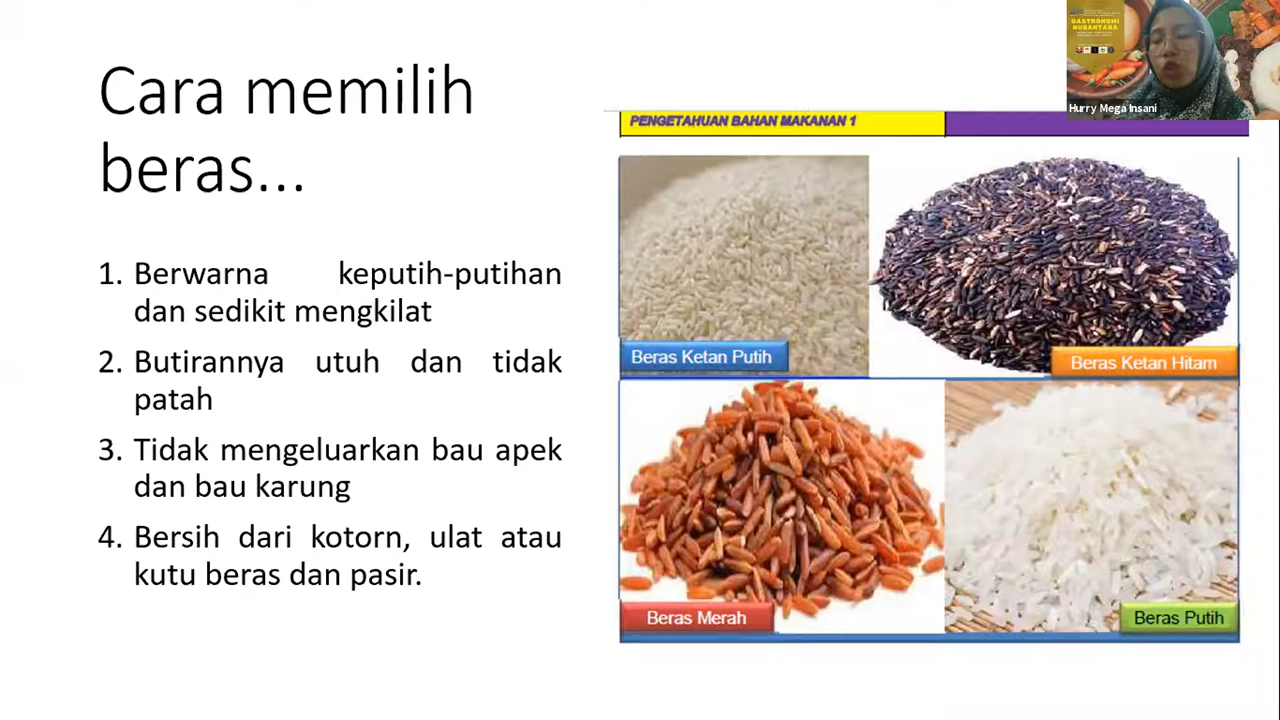 Cara memilih
beras...
1. Berwarna keputih-putihan
dan sedikit mengkilat
2. Butirannya utuh dan tidak
patah
3. Tidak mengeluarkan bau apek
dan bau karung
4. Bersih dari kotorn, ulat atau
kutu beras dan pasir.
PENGETAHUAN BAHAN MAKANAN 1
Beras Ketan Putih
Beras Ketan Hitam
Beras Merah
Beras Putih
GASTRONOMI
NUSANTARA
Hurry Mega Insani